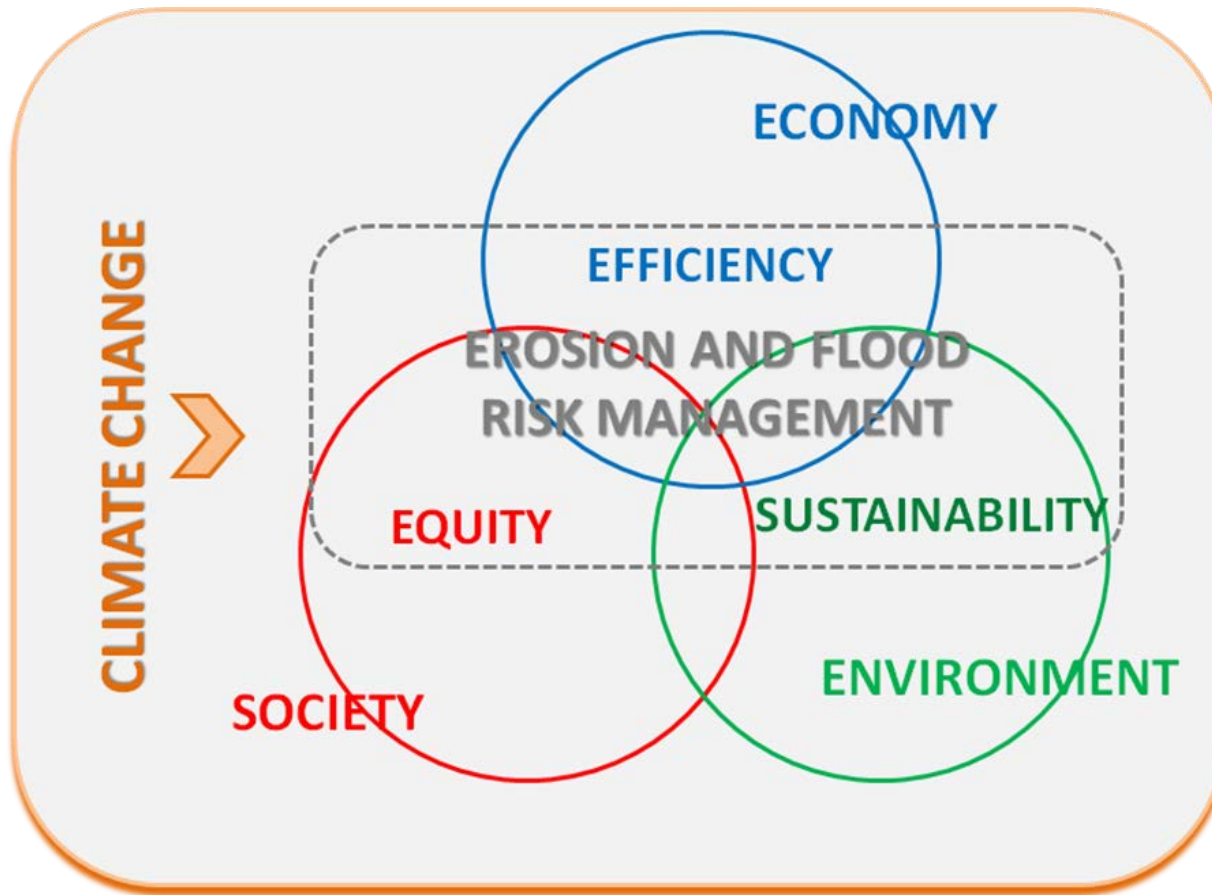 CLIMATE CHANGE
ECONOMY
EFFICIENCY
EROSION AND FLOOD
RISK MANAGEMENT
EQUITY
SUSTAINABILITY
SOCIETY
ENVIRONMENT